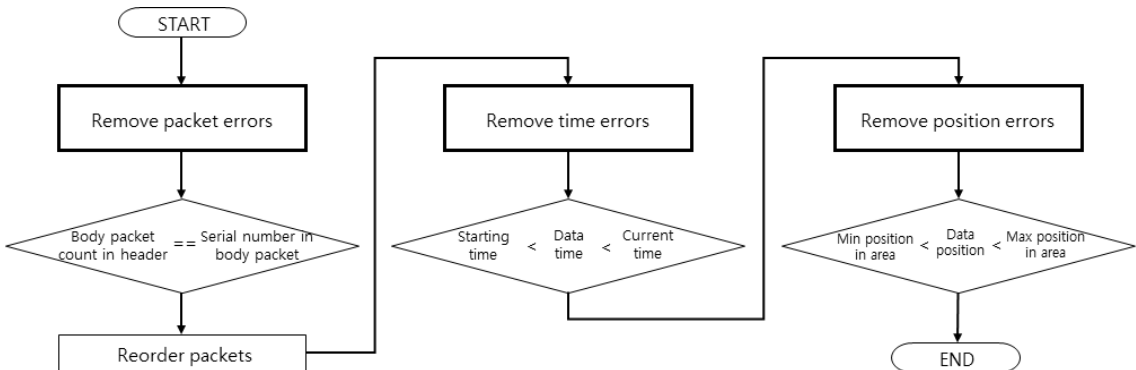 START
Remove packet errors
Body packet
count in header
==
Serial number in
body packet
Reorder packets
Remove time errors
Starting
time
<
Data
time
<
Current
time
Remove position errors
Min position
in area
<
Data
position
<
Max position
in area
END